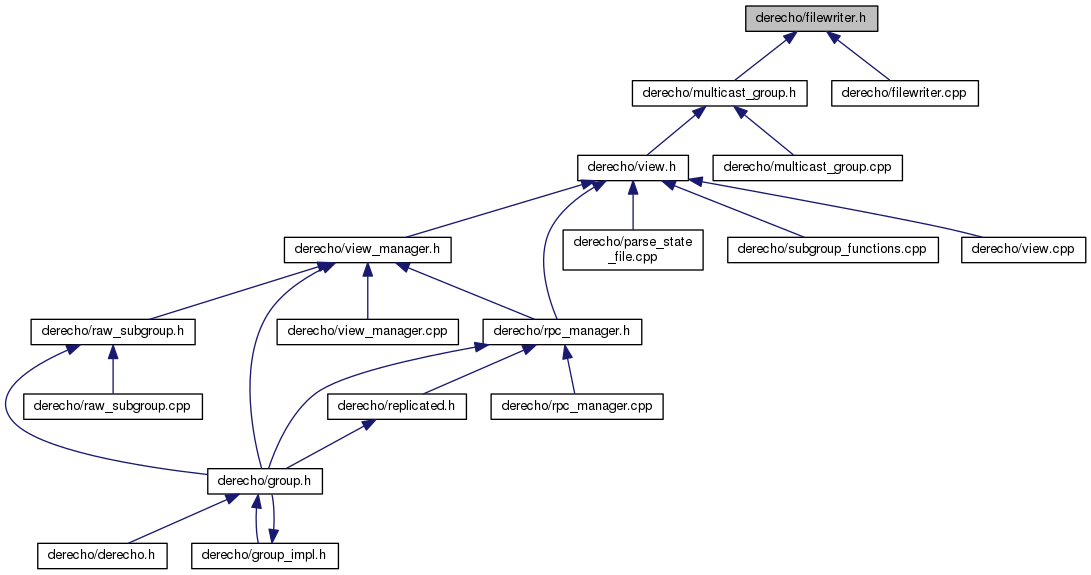 derecho/filewriter.h
derecho/multicast_group.h
derecho/filewriter.cpp
derecho/view.h
derecho/multicast_group.cpp
derecho/view_manager.h
derecho/parse_state
_file.cpp
derecho/subgroup_functions.cpp
derecho/view.cpp
derecho/raw_subgroup.h
derecho/view_manager.cpp
derecho/rpc_manager.h
derecho/raw_subgroup.cpp
derecho/replicated.h
derecho/rpc_manager.cpp
derecho/group.h
derecho/derecho.h
derecho/group_impl.h